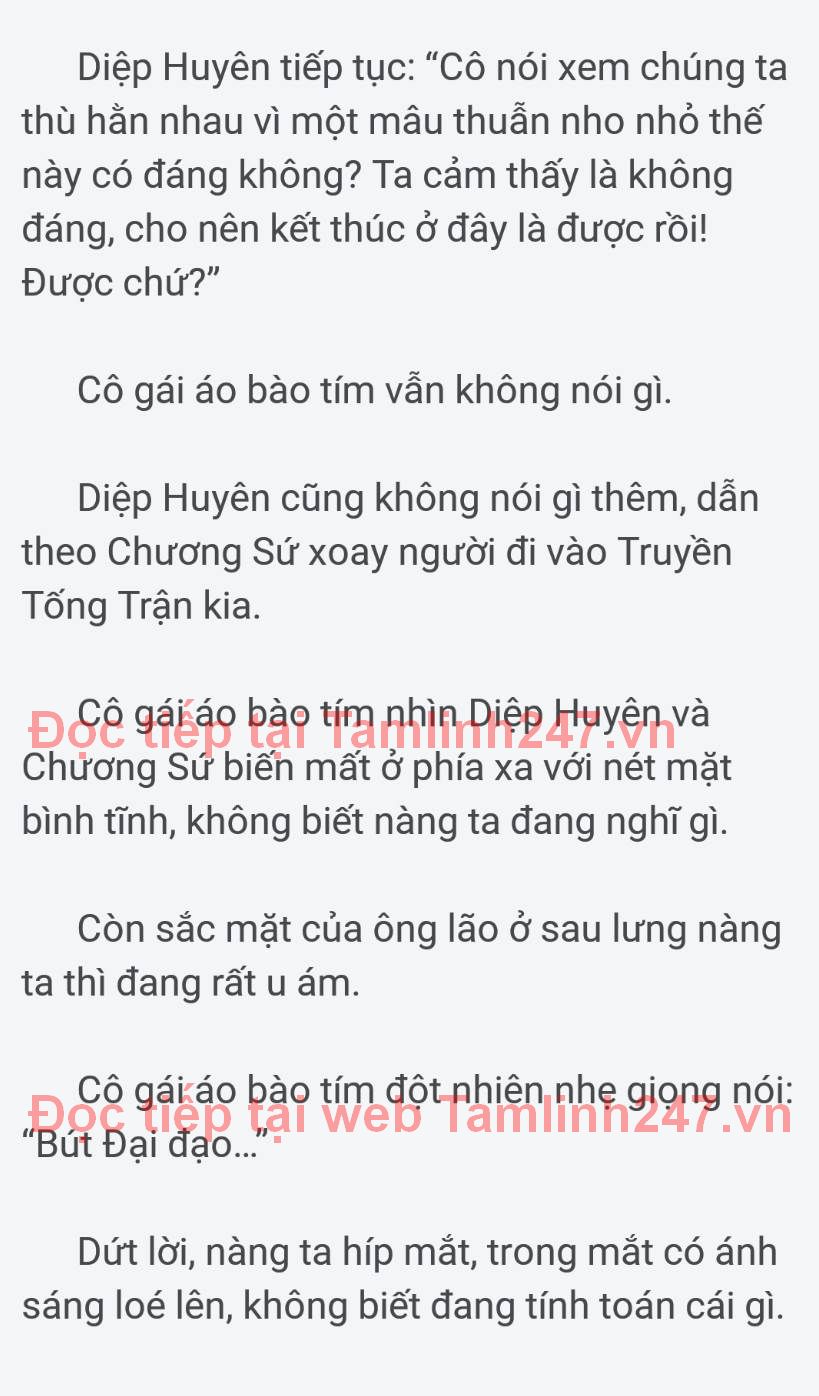 Diệp Huyên tiếp tục: “Cô nói xem chúng ta
thù hằn nhau vì một mâu thuẫn nho nhỏ thế
này có đáng không? Ta cảm thấy là không
đáng, cho nên kết thúc ở đây là được rồi!
Được chứ?”
Cô gái áo bào tím vẫn không nói gì.
Diệp Huyên cũng không nói gì thêm, dẫn
theo Chương Sứ xoay người đi vào Truyền
Tống Trận kia.
Cô gái áo bào tím nhìn Diệp Huyên và
Đọc tiếp tại Tamlinh247.vn
Chương Sứ biến mất ở phía xa với nét mặt
bình tĩnh, không biết nàng ta đang nghĩ gì.
Còn sắc mặt của ông lão ở sau lưng nàng
ta thì đang rất u ám.
Cô gái áo bào tím đột nhiên nhẹ giọng nói:
Đọc tiếp tại web Tamlinh247.vn
“Bút Đại đạo...”
Dứt lời, nàng ta híp mắt, trong mắt có ánh
sáng loé lên, không biết đang tính toán cái gì.